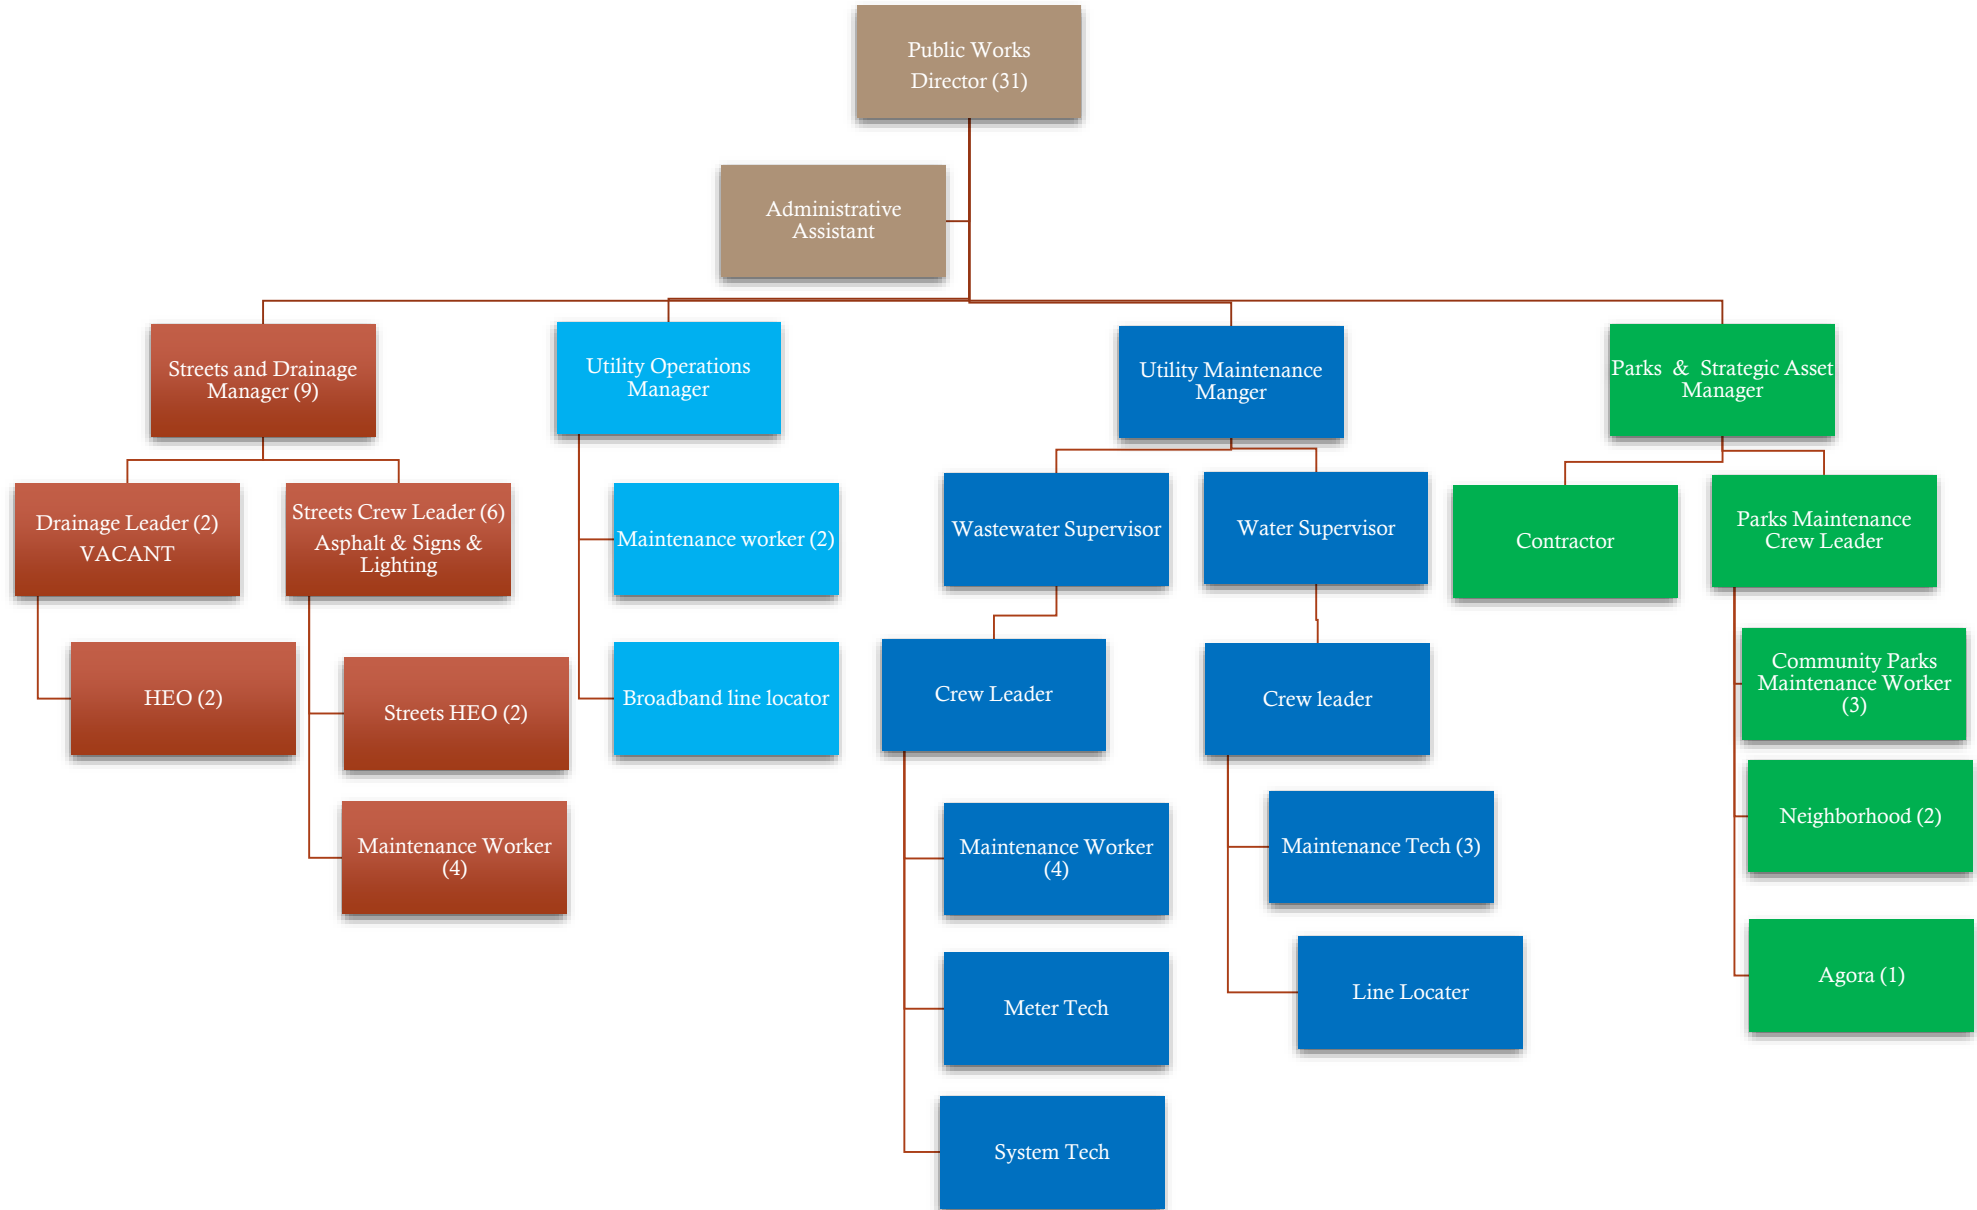 Public Works
Director (31)
Administrative
Assistant
Streets and Drainage
Manager (9)
Utility Operations
Manager
Utility Maintenance
Manger
Parks & Strategic Asset
Manager
Drainage Leader (2)
VACANT
Streets Crew Leader (6)
Asphalt & Signs &
Lighting
Maintenance worker (2)
Wastewater Supervisor
Water Supervisor
Contractor
Parks Maintenance
Crew Leader
HEO (2)
Streets HEO (2)
Broadband line locator
Crew Leader
Crew leader
Community Parks
Maintenance Worker
(3)
Maintenance Worker
(4)
Maintenance Worker
(4)
Maintenance Tech (3)
Neighborhood (2)
Meter Tech
Line Locater
Agora (1)
System Tech